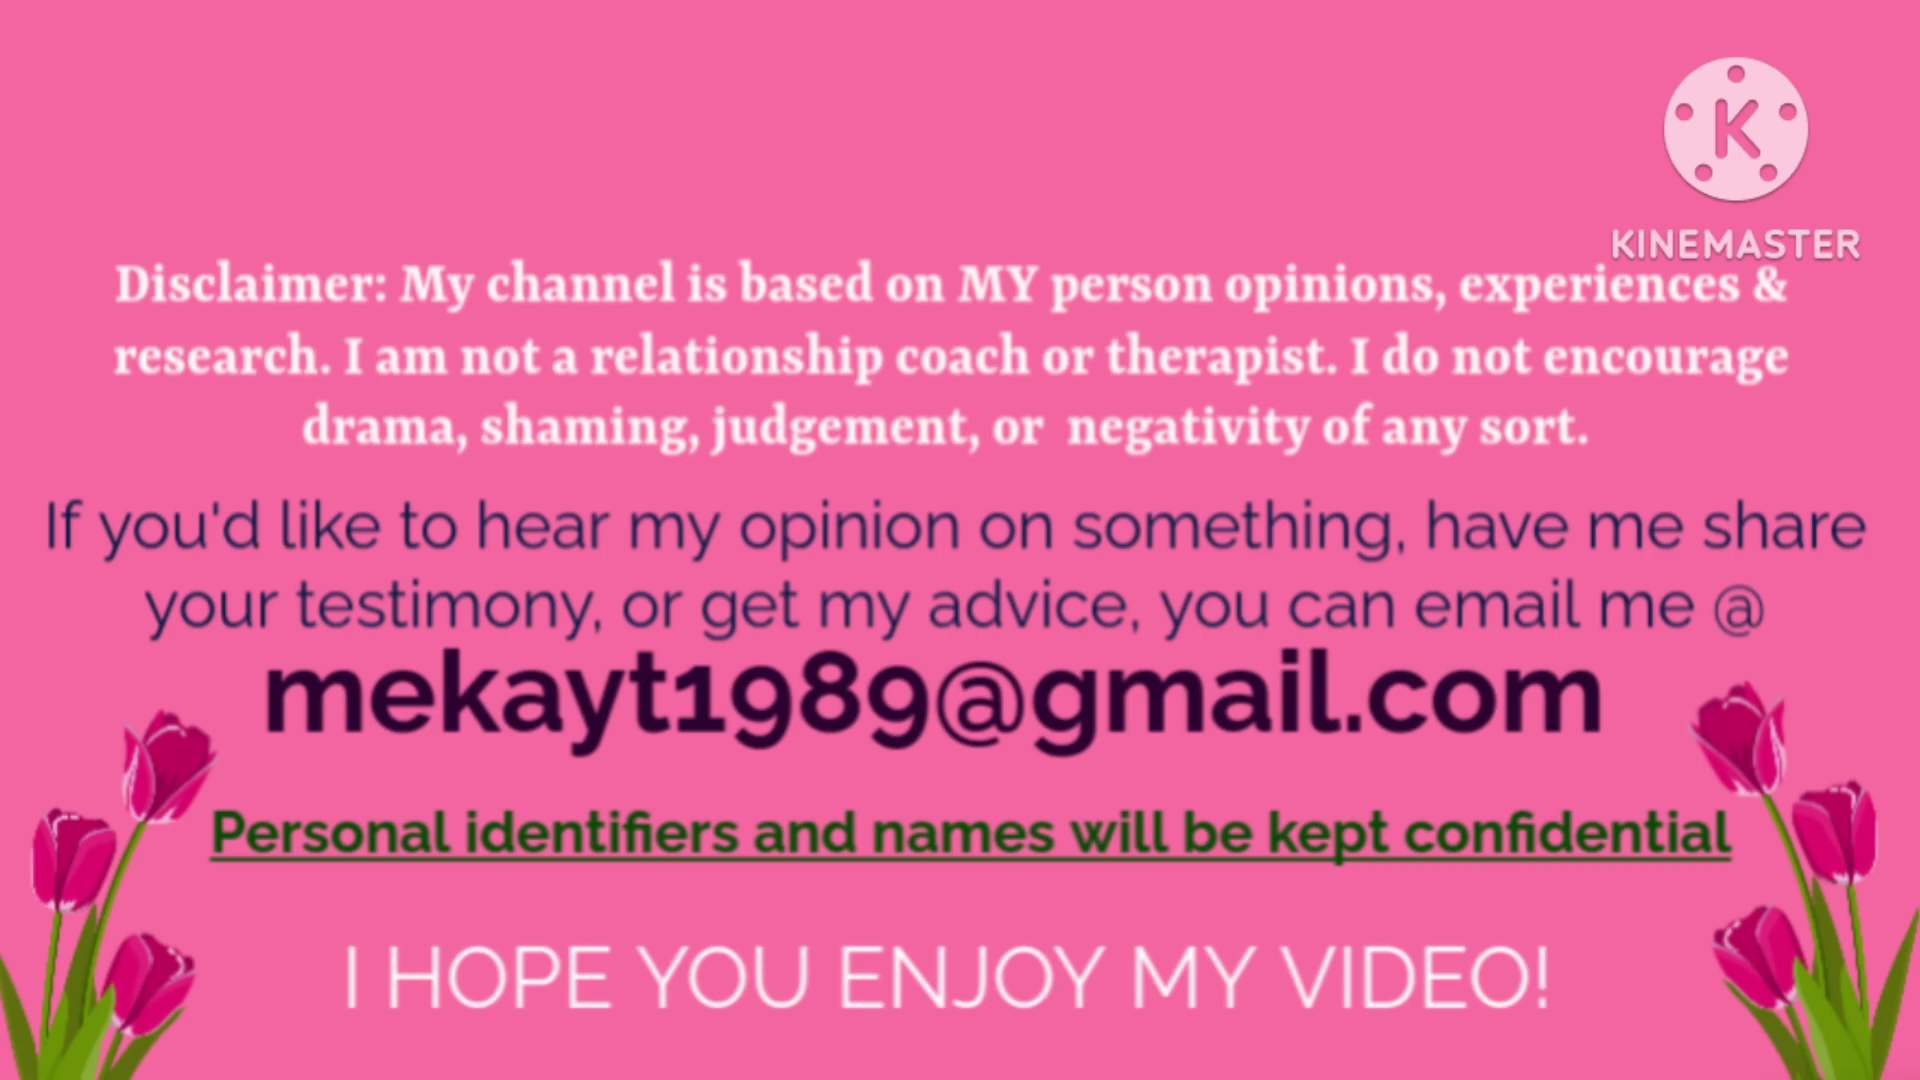 K
KINEMASTER
Disclaimer: My channel is based on MY person opinions, experiences &
research. I am not a relationship coach or therapist. I do not encourage
drama, shaming, judgement, or negativity of any sort.
If you'd like to hear my opinion on something, have me share
your testimony, or get my advice, you can email me @
mekayt1989@gmail.com
Personal identifiers and names will be kept confidential
I HOPE YOU ENJOY MY VIDEO!